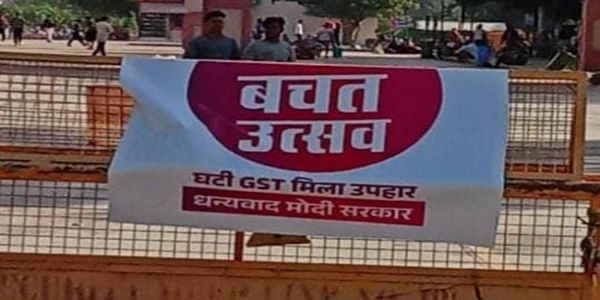 बचत
उत्सव
घटी GST मिला उपहार
धन्यवाद मोदी सरकार